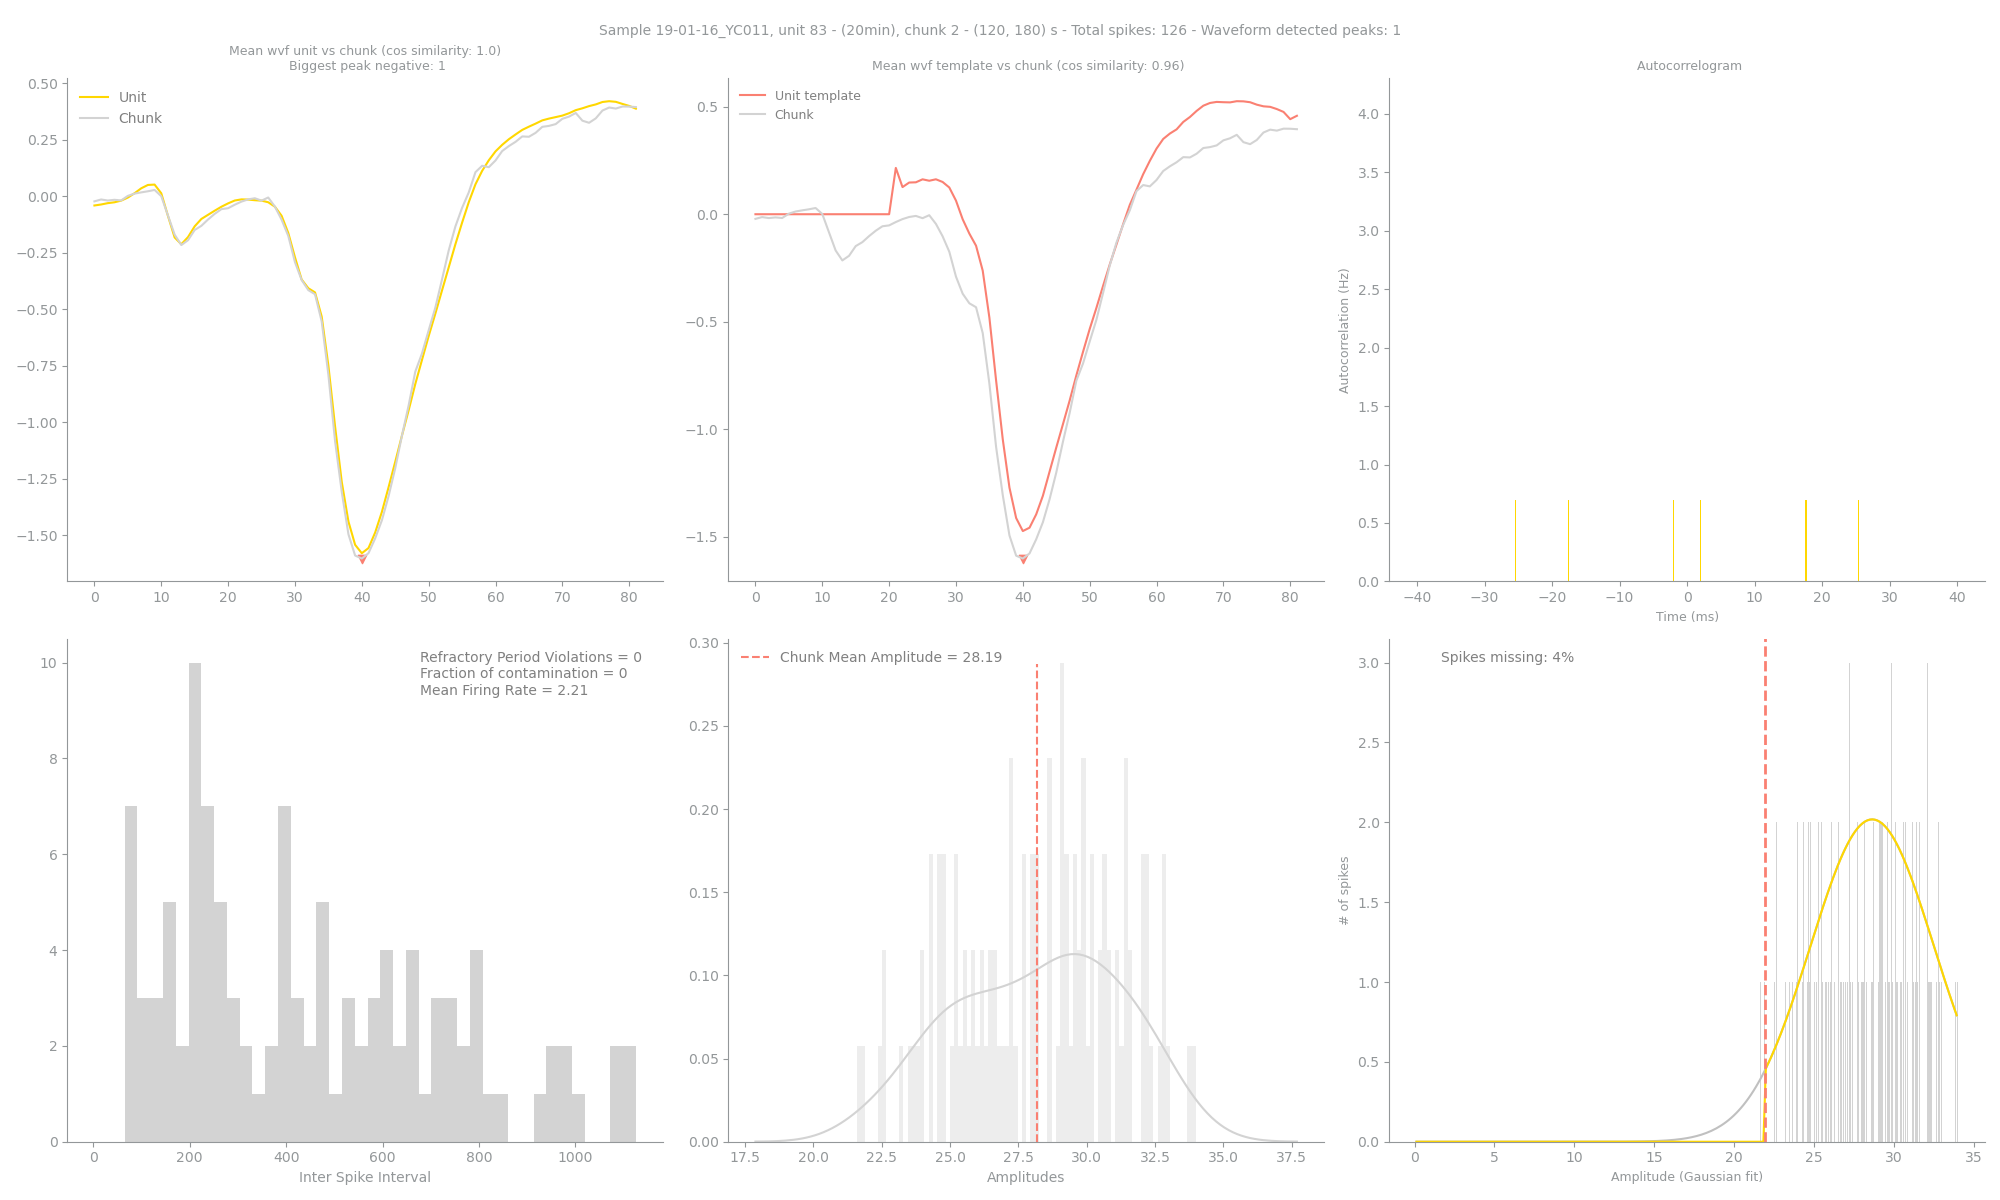 Sample 19-01-16_YC011, unit 83 - (20min), chunk 2 - (120, 180) s - Total spikes: 126 - Waveform detected peaks: 1
Mean wvf unit vs chunk (cos similarity: 1.0)
Biggest peak negative: 1
0.50
0.25
0.00
−0.25
−0.50
−0.75
−1.00
−1.25
−1.50
Unit
Chunk
0 10 20 30 40 50 60 70 80
Mean wvf template vs chunk (cos similarity: 0.96)
0.5
0.0
−0.5
−1.0
−1.5
Unit template
Chunk
0 10 20 30 40 50 60 70 80
Autocorrelogram
Autocorrelation (Hz)
4.0
3.5
3.0
2.5
2.0
1.5
1.0
0.5
0.0
−40 −30 −20 −10 0 10 20 30 40
Time (ms)
10
8
6
4
2
0
Refractory Period Violations = 0
Fraction of contamination = 0
Mean Firing Rate = 2.21
0 200 400 600 800 1000
Inter Spike Interval
0.30
0.25
0.20
0.15
0.10
0.05
0.00
Chunk Mean Amplitude = 28.19
17.5 20.0 22.5 25.0 27.5 30.0 32.5 35.0 37.5
Amplitudes
# of spikes
3.0
2.5
2.0
1.5
1.0
0.5
0.0
Spikes missing: 4%
0 5 10 15 20 25 30 35
Amplitude (Gaussian fit)